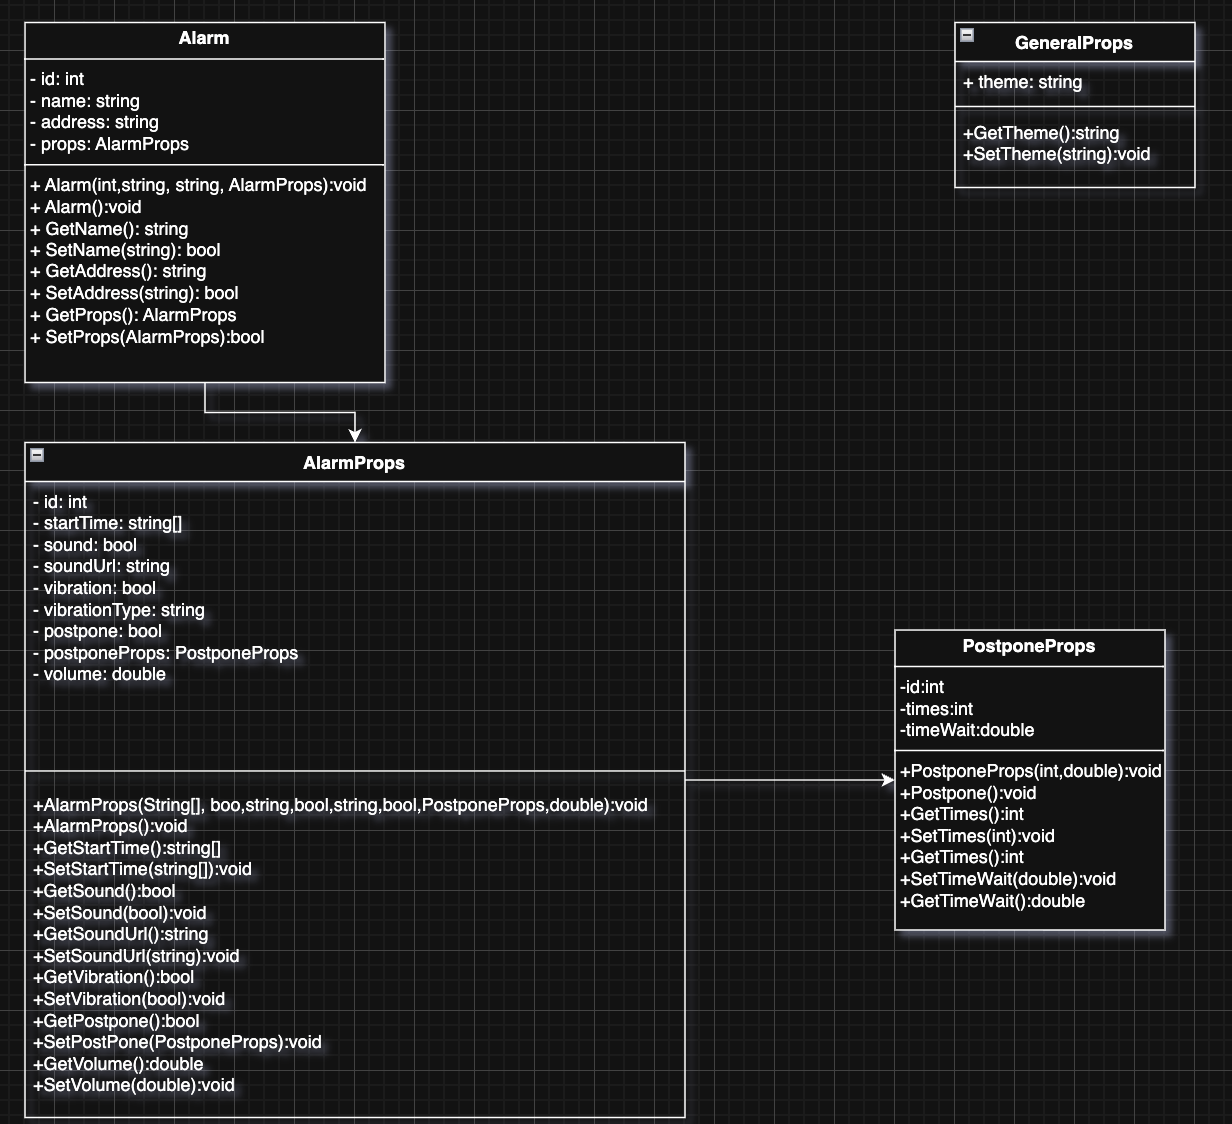 Alarm
- id: int
- name: string
- address: string
- props: AlarmProps
+ Alarm(int,string, string, AlarmProps):void
+ Alarm():void
+ GetName(): string
+ SetName(string): bool
+ GetAddress(): string
+ SetAddress(string): bool
+ GetProps(): AlarmProps
+ SetProps(AlarmProps):bool
GeneralProps
+ theme: string
+GetTheme():string
+SetTheme(string):void
AlarmProps
- id: int
- startTime: string[]
- sound: bool
- soundUrl: string
- vibration: bool
- vibrationType: string
- postpone: bool
- postponeProps: PostponeProps
- volume: double
+AlarmProps(String[], boo,string,bool,string,bool,PostponeProps,double):void
+AlarmProps():void
+GetStartTime():string[]
+SetStartTime(string[]):void
+GetSound():bool
+SetSound(bool):void
+GetSoundUrl():string
+SetSoundUrl(string):void
+GetVibration():bool
+SetVibration(bool):void
+GetPostpone():bool
+SetPostPone(PostponeProps):void
+GetVolume():double
+SetVolume(double):void
PostponeProps
-id:int
-times:int
-timeWait:double
+PostponeProps(int,double):void
+Postpone():void
+GetTimes():int
+SetTimes(int):void
+GetTimes():int
+SetTimeWait(double):void
+GetTimeWait():double